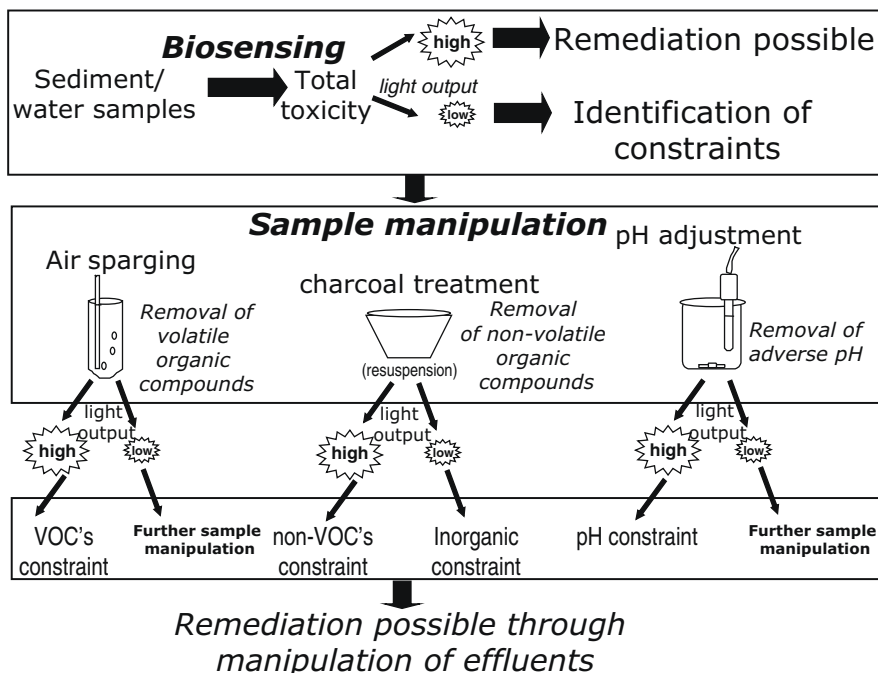 Biosensing
Sediment/
water samples
Total
toxicity
light output
high
low
Remediation possible
Identification of
constraints
Sample manipulation
Air sparging
Removal of
volatile
organic
compounds
charcoal treatment
(resuspension)
Removal
of non-volatile
organic
compounds
pH adjustment
Removal of
adverse pH
light
output
high
low
light
output
high
low
light
output
high
low
VOC's
constraint
Further sample
manipulation
non-VOC's
constraint
Inorganic
constraint
pH constraint
Further sample
manipulation
Remediation possible through
manipulation of effluents